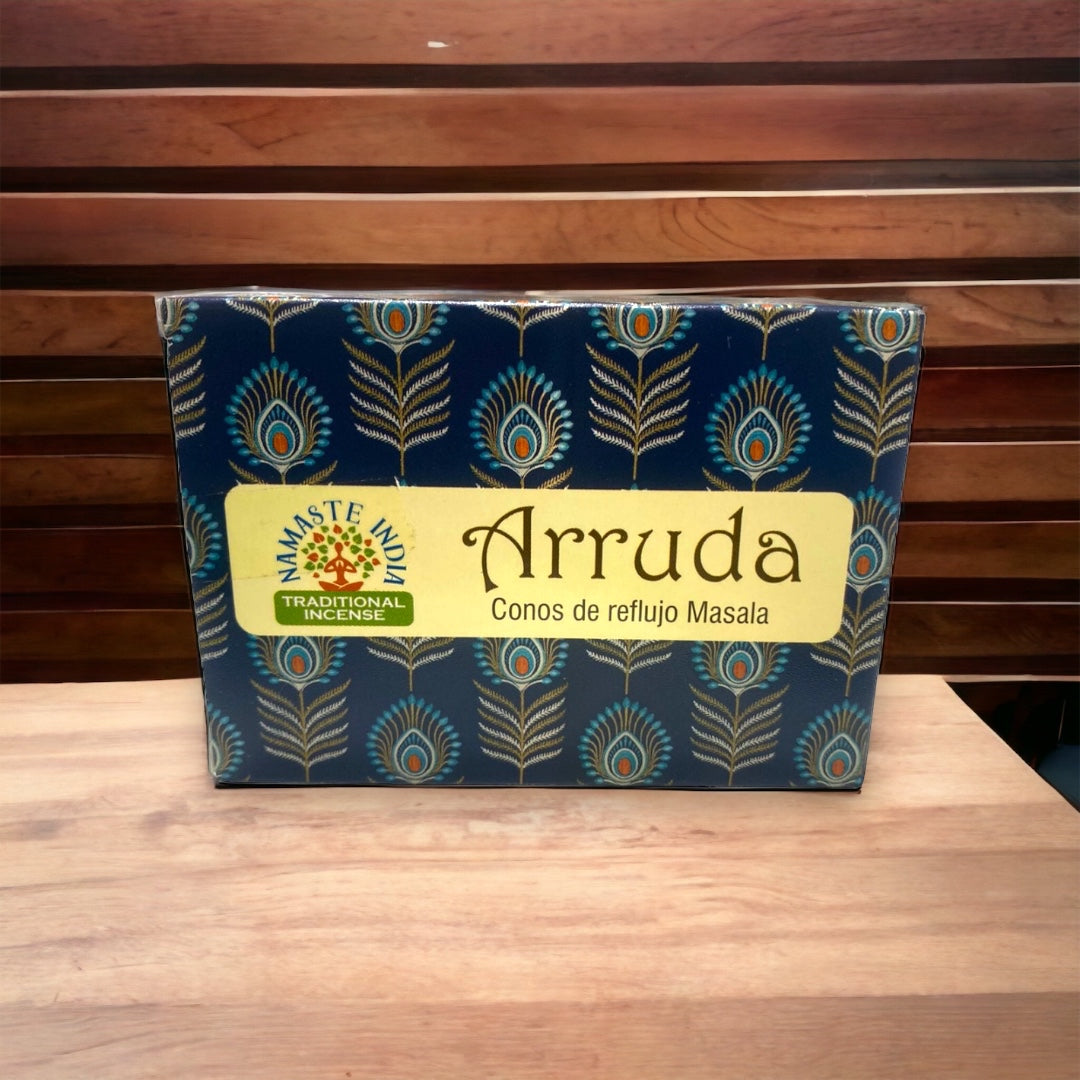 NAMASTE INDIA
TRADITIONAL
INCENSE
Arruda
Conos de reflujo Masala